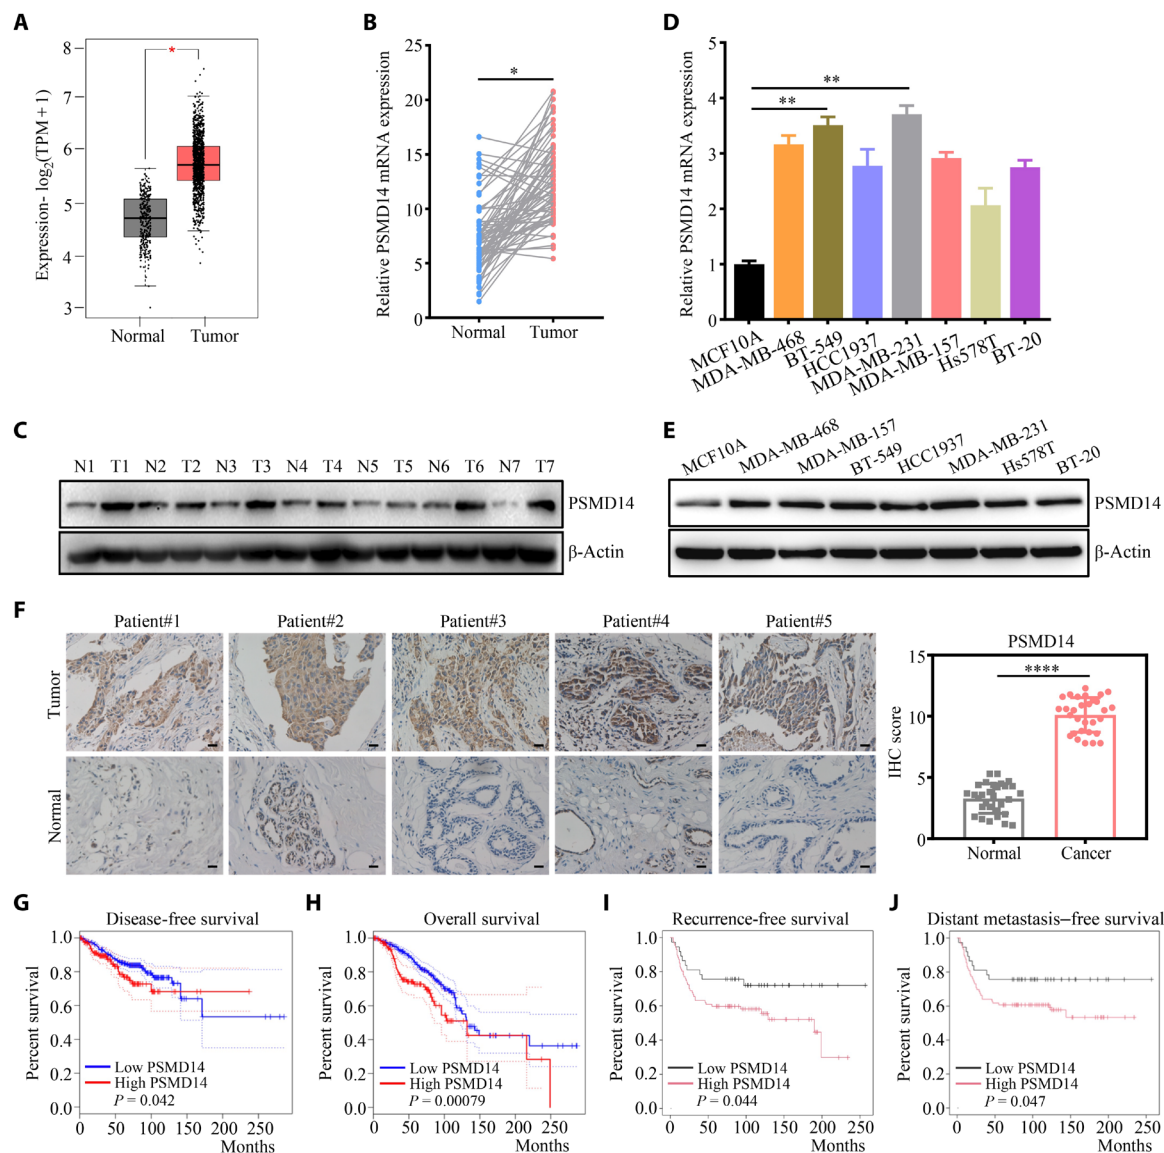 A
Expression- log2(TPM + 1)
8
7
6
5
4
3
*
Normal
Tumor
B
Relative PSMD14 mRNA expression
25
20
15
10
5
0
*
Normal
Tumor
D
Relative PSMD14 mRNA expression
5
4
3
2
1
0
**
**
MCF10A
MDA-MB-468
BT-549
HCC1937
MDA-MB-231
MDA-MB-157
Hs578T
BT-20
C
N1 T1 N2 T2 N3 T3 N4 T4 N5 T5 N6 T6 N7 T7
PSMD14
β-Actin
E
MCF10A
MDA-MB-468
MDA-MB-157
BT-549
HCC1937
MDA-MB-231
Hs578T
BT-20
PSMD14
β-Actin
F
Patient#1 Patient#2 Patient#3 Patient#4 Patient#5
Tumor
Normal
PSMD14
IHC score
15
10
5
0
****
Normal
Cancer
G
Disease-free survival
Percent survival
1.0
0.8
0.6
0.4
0.2
0.0
Low PSMD14
High PSMD14
P = 0.042
0 50 100 150 200 250
Months
H
Overall survival
Percent survival
1.0
0.8
0.6
0.4
0.2
0.0
Low PSMD14
High PSMD14
P = 0.00079
0 50 100 150 200 250
Months
I
Recurrence-free survival
Percent survival
1.0
0.8
0.6
0.4
0.2
0.0
Low PSMD14
High PSMD14
P = 0.044
0 50 100 150 200 250
Months
J
Distant metastasis–free survival
Percent survival
1.0
0.8
0.6
0.4
0.2
0.0
Low PSMD14
High PSMD14
P = 0.047
0 50 100 150 200 250
Months